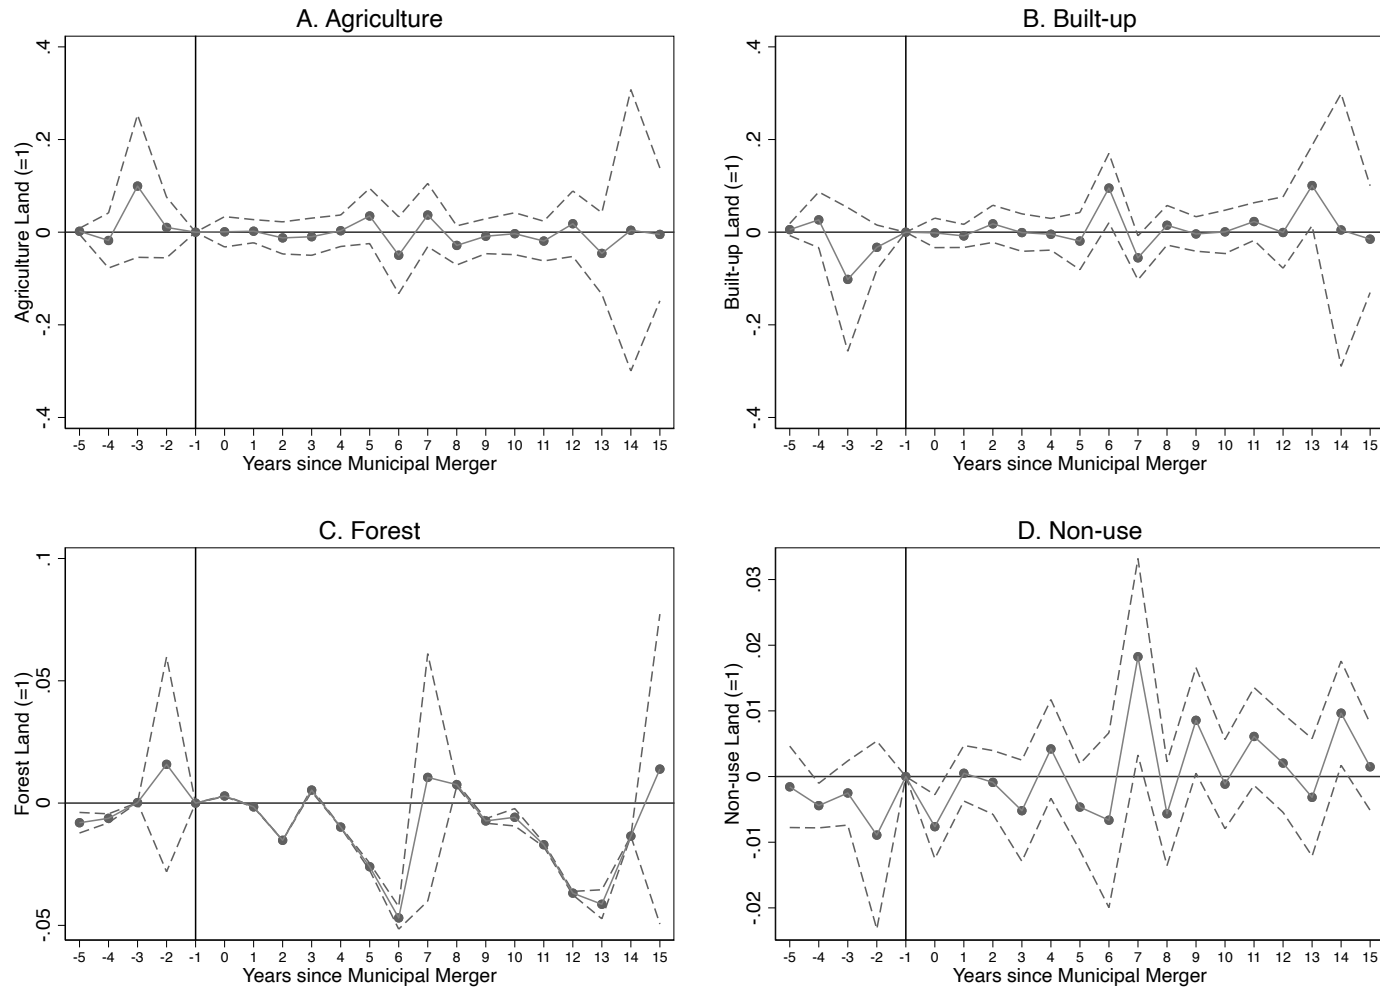 A. Agriculture
.4
.2
0
-.2
-.4
Agriculture Land (=1)
-5 -4 -3 -2 -1 0 1 2 3 4 5 6 7 8 9 10 11 12 13 14 15
Years since Municipal Merger
B. Built-up
.4
.2
0
-.2
-.4
Built-up Land (=1)
-5 -4 -3 -2 -1 0 1 2 3 4 5 6 7 8 9 10 11 12 13 14 15
Years since Municipal Merger
C. Forest
.1
.05
0
-.05
Forest Land (=1)
-5 -4 -3 -2 -1 0 1 2 3 4 5 6 7 8 9 10 11 12 13 14 15
Years since Municipal Merger
D. Non-use
.03
.02
.01
0
-.01
-.02
Non-use Land (=1)
-5 -4 -3 -2 -1 0 1 2 3 4 5 6 7 8 9 10 11 12 13 14 15
Years since Municipal Merger